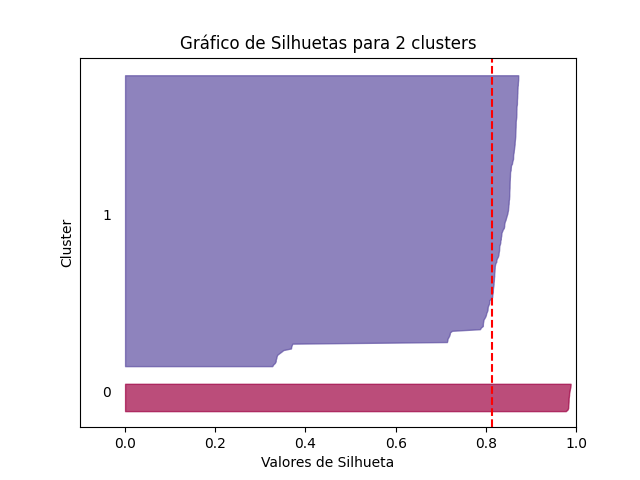 Gráfico de Silhuetas para 2 clusters
Cluster
1
0
0.0 0.2 0.4 0.6 0.8 1.0
Valores de Silhueta